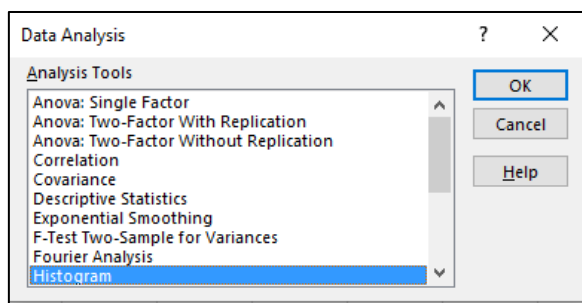 Data Analysis ? ×
Analysis Tools
Anova: Single Factor
Anova: Two-Factor With Replication
Anova: Two-Factor Without Replication
Correlation
Covariance
Descriptive Statistics
Exponential Smoothing
F-Test Two-Sample for Variances
Fourier Analysis
Histogram
OK
Cancel
Help